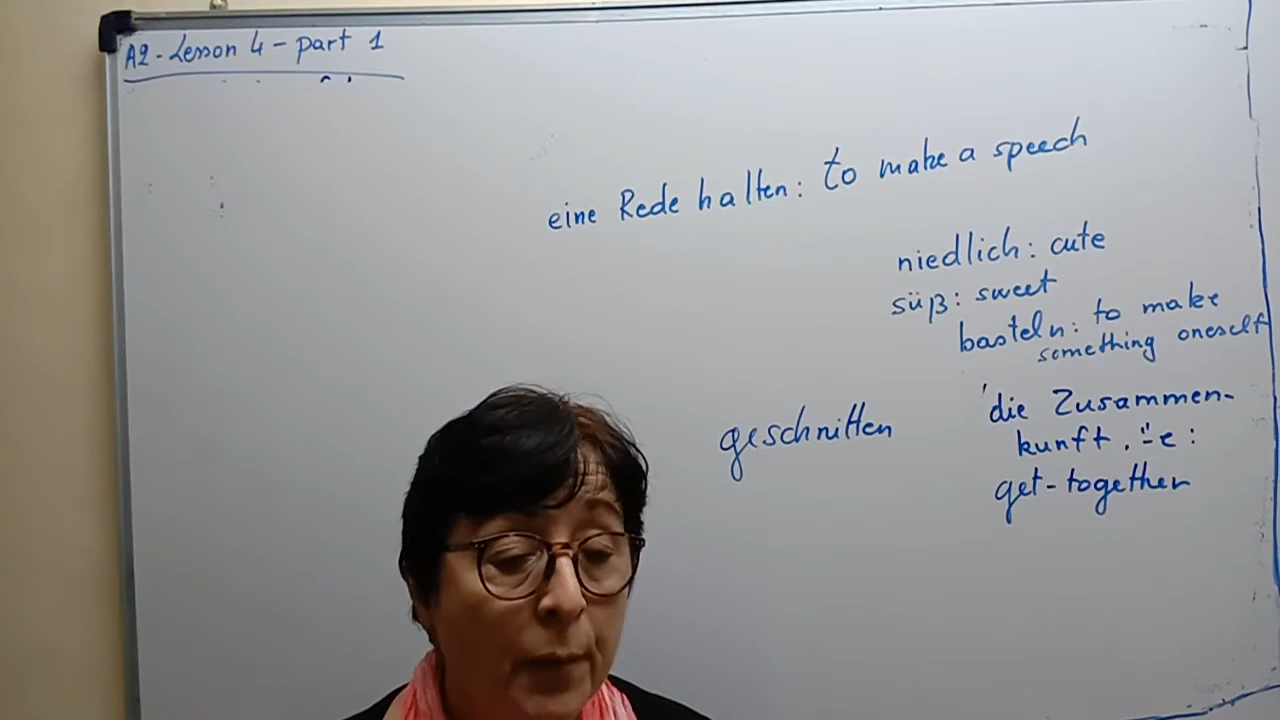 A2 - Lesson 4 - part 1
eine Rede halten: to make a speech
niedlich: cute
süß: sweet
basteln: to make
something oneself
geschnitten
die Zusammen-
kunft, ¨-e:
get-together